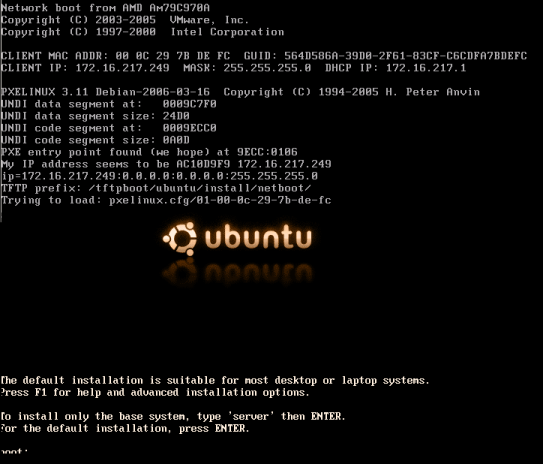 Network boot from AMD Am79C970A
Copyright (C) 2003-2005  VMware, Inc.
Copyright (C) 1997-2000  Intel Corporation

CLIENT MAC ADDR: 00 0C 29 7B DE FC  GUID: 564D586A-39D0-2F61-83CF-C6CDFA7BDEFC
CLIENT IP: 172.16.217.249  MASK: 255.255.255.0  DHCP IP: 172.16.217.1

PXELINUX 3.11 Debian-2006-03-16  Copyright (C) 1994-2005 H. Peter Anvin
UNDI data segment at:   0009C7F0
UNDI data segment size: 24D0
UNDI code segment at:   0009ECC0
UNDI code segment size: 0A0D
PXE entry point found (we hope) at 9ECC:0106
My IP address seems to be AC10D9F9 172.16.217.249
ip=172.16.217.249:0.0.0.0:0.0.0.0:255.255.255.0
TFTP prefix: /tftpboot/ubuntu/install/netboot/
Trying to load: pxelinux.cfg/01-00-0c-29-7b-de-fc
ubuntu
The default installation is suitable for most desktop or laptop systems.
Press F1 for help and advanced installation options.

To install only the base system, type 'server' then ENTER.
For the default installation, press ENTER.

boot: